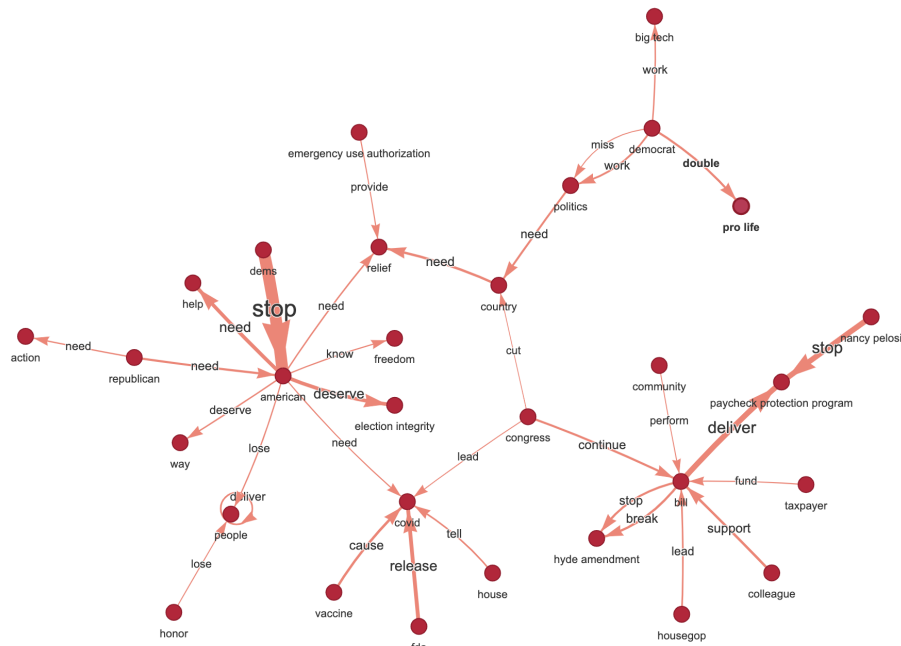 big tech
work
miss
democrat
emergency use authorization
work
double
provide
politics
pro life
need
dems
relief
need
help
country
stop
need
need
nancy pelosi
action
need
know
freedom
cut
stop
republican
need
community
american
paycheck protection program
deserve
election integrity
deserve
perform
congress
deliver
way
lose
need
continue
lead
fund
taxpayer
deliver
bill
stop
people
covid
break
support
tell
cause
hyde amendment
lead
lose
release
house
colleague
vaccine
honor
housegop